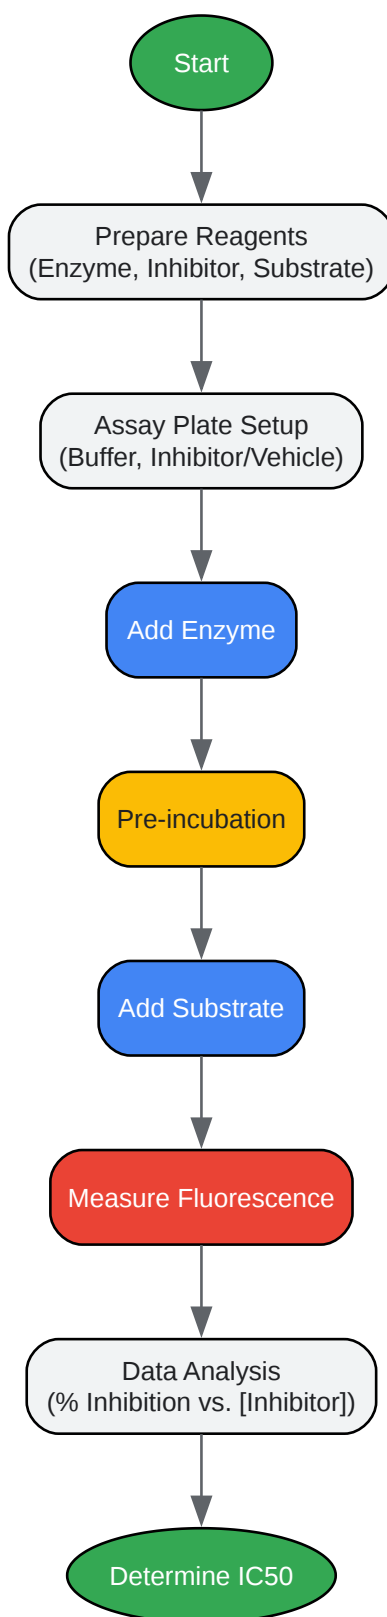 Start
Prepare Reagents
(Enzyme, Inhibitor, Substrate)
Assay Plate Setup
(Buffer, Inhibitor/Vehicle)
Add Enzyme
Pre-incubation
Add Substrate
Measure Fluorescence
Data Analysis
(% Inhibition vs. [Inhibitor])
Determine IC50